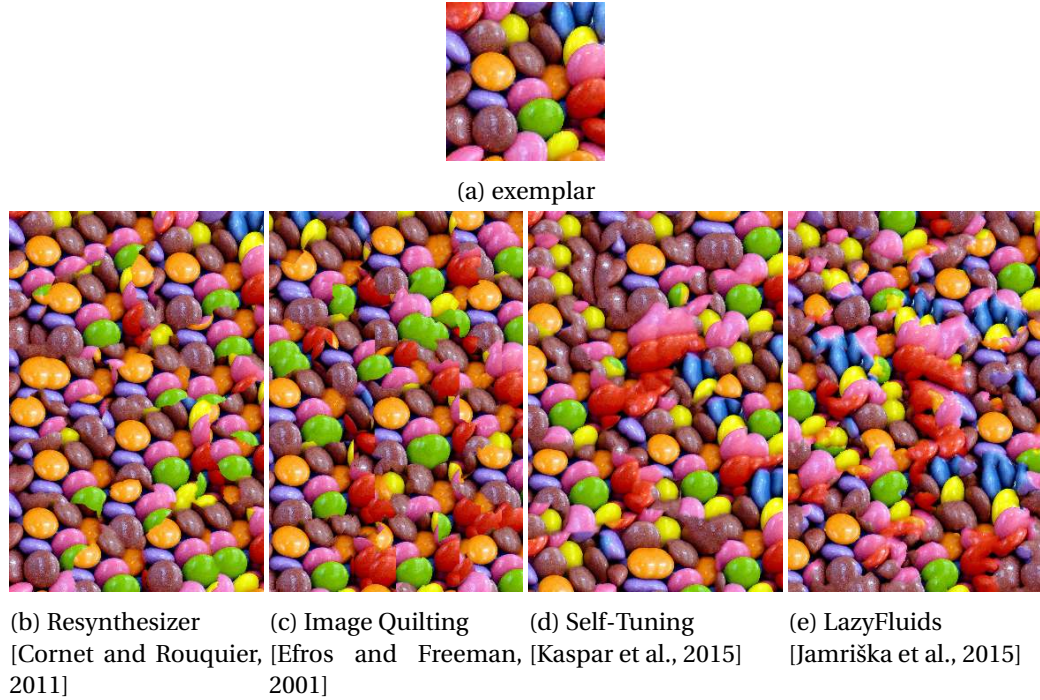 (a) exemplar
(b) Resynthesizer
[Cornet and Rouquier,
2011]
(c) Image Quilting
[Efros and Freeman,
2001]
(d) Self-Tuning
[Kaspar et al., 2015]
(e) LazyFluids
[Jamriška et al., 2015]